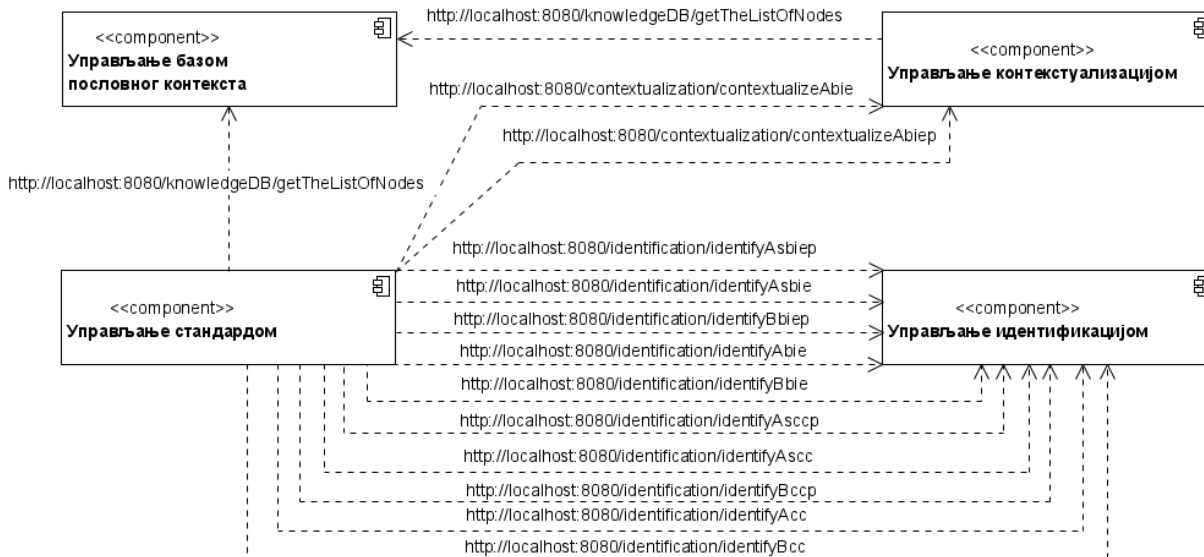 http://localhost:8080/knowledgeDB/getTheListOfNodes
<<component>>
Управљање базом
пословног контекста
<<component>>
Управљање контекстуализацијом
http://localhost:8080/contextualization/contextualizeAbie
http://localhost:8080/contextualization/contextualizeAbiep
http://localhost:8080/knowledgeDB/getTheListOfNodes
http://localhost:8080/identification/identifyAsbiep
<<component>>
Управљање стандардом
http://localhost:8080/identification/identifyAsbie
http://localhost:8080/identification/identifyBbiep
http://localhost:8080/identification/identifyAbie
<<component>>
Управљање идентификацијом
http://localhost:8080/identification/identifyBbie
http://localhost:8080/identification/identifyAsccp
http://localhost:8080/identification/identifyAscc
http://localhost:8080/identification/identifyBccp
http://localhost:8080/identification/identifyAcc
http://localhost:8080/identification/identifyBcc